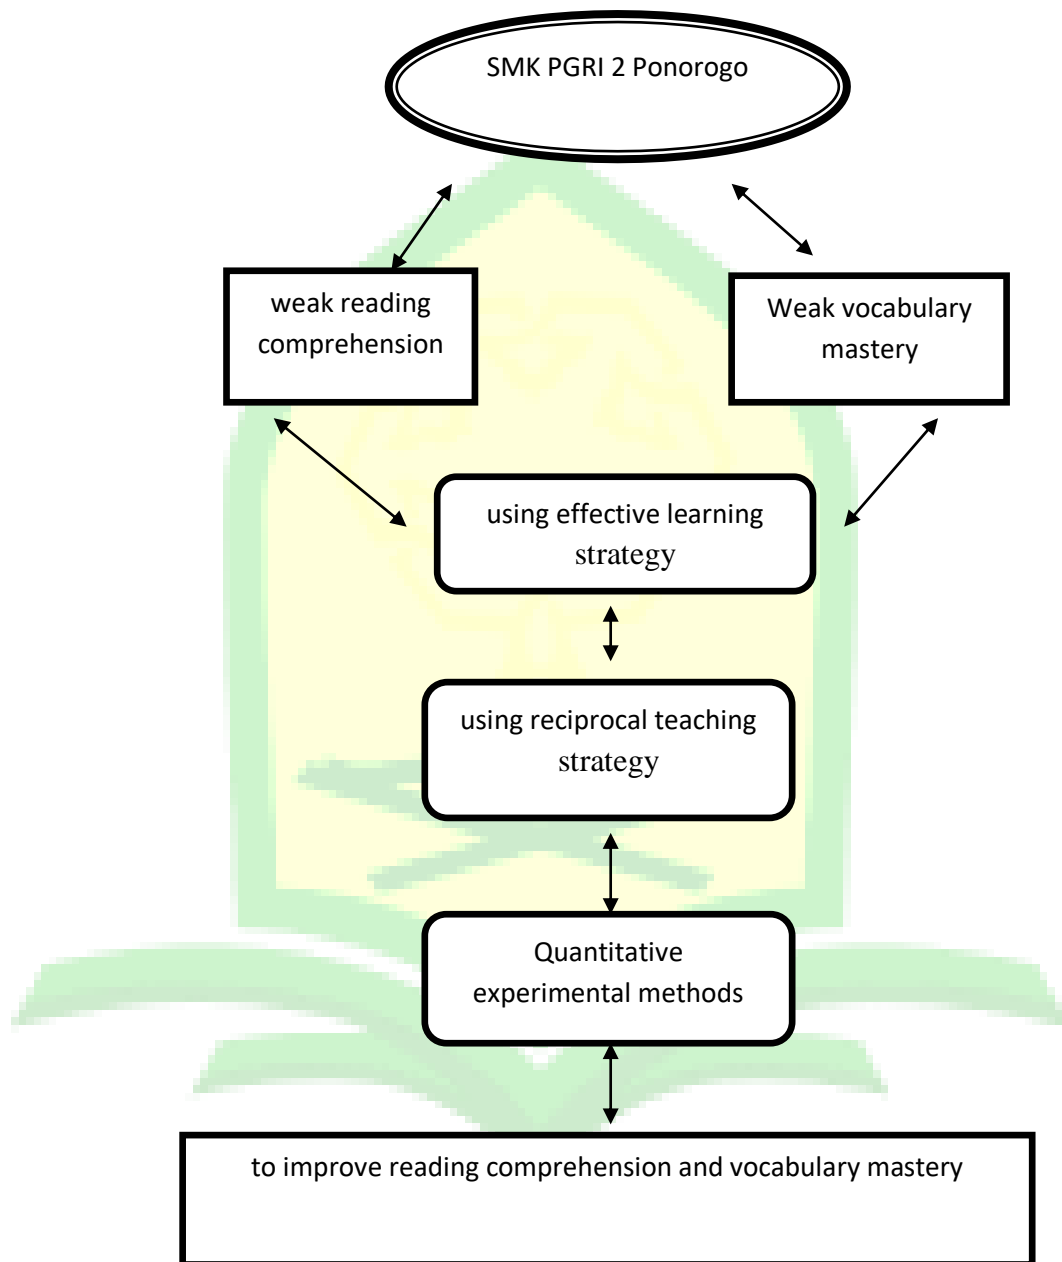 SMK PGRI 2 Ponorogo
weak reading
comprehension
Weak vocabulary
mastery
using effective learning
strategy
using reciprocal teaching
strategy
Quantitative
experimental methods
to improve reading comprehension and vocabulary mastery